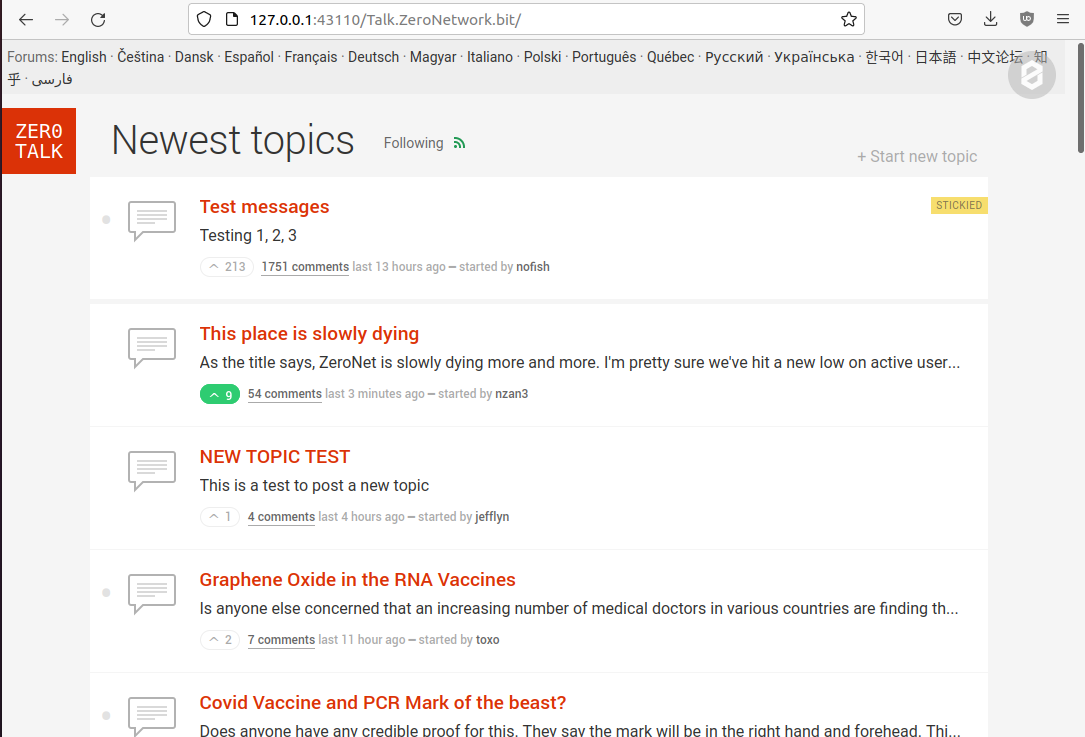 127.0.0.1:43110/Talk.ZeroNetwork.bit/
Forums: English · Čeština · Dansk · Español · Français · Deutsch · Magyar · Italiano · Polski · Português · Québec · Русский · Українська · 한국어 · 日本語 · 中文论坛 · 知
乎 · فارسی
ZER0
TALK
Newest topics
Following
+ Start new topic
Test messages
STICKIED
Testing 1, 2, 3
213 1751 comments last 13 hours ago — started by nofish
This place is slowly dying
As the title says, ZeroNet is slowly dying more and more. I'm pretty sure we've hit a new low on active user...
9 54 comments last 3 minutes ago — started by nzan3
NEW TOPIC TEST
This is a test to post a new topic
1 4 comments last 4 hours ago — started by jefflyn
Graphene Oxide in the RNA Vaccines
Is anyone else concerned that an increasing number of medical doctors in various countries are finding th...
2 7 comments last 11 hour ago — started by toxo
Covid Vaccine and PCR Mark of the beast?
Does anyone have any credible proof for this. They say the mark will be in the right hand and forehead. Thi...